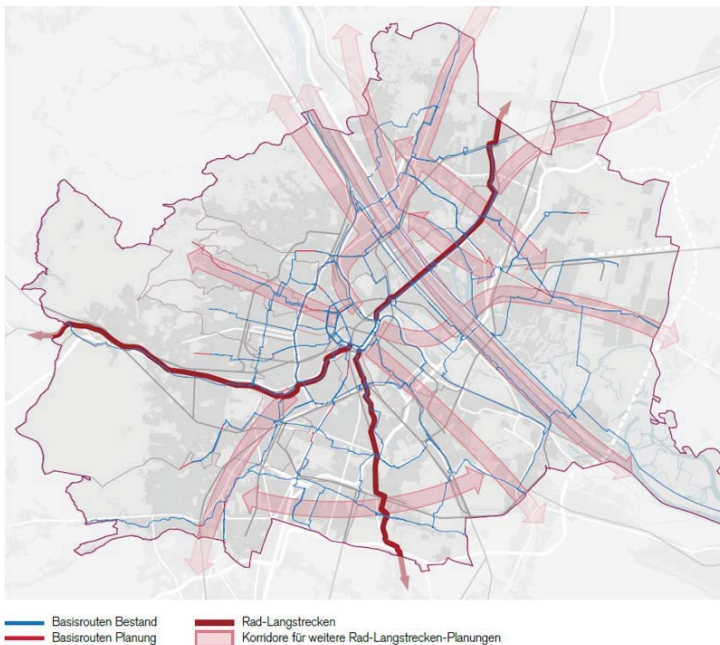 Basisrouten Bestand
Basisrouten Planung
Rad-Langstrecken
Korridore für weitere Rad-Langstrecken-Planungen